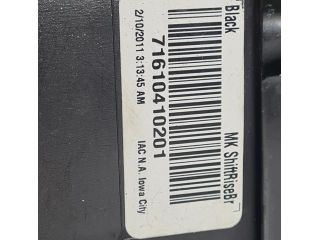 Black
MK ShiftRiseBr
71610410201
2/10/2011 3:13:45 AM
IAC N.A. Iowa City